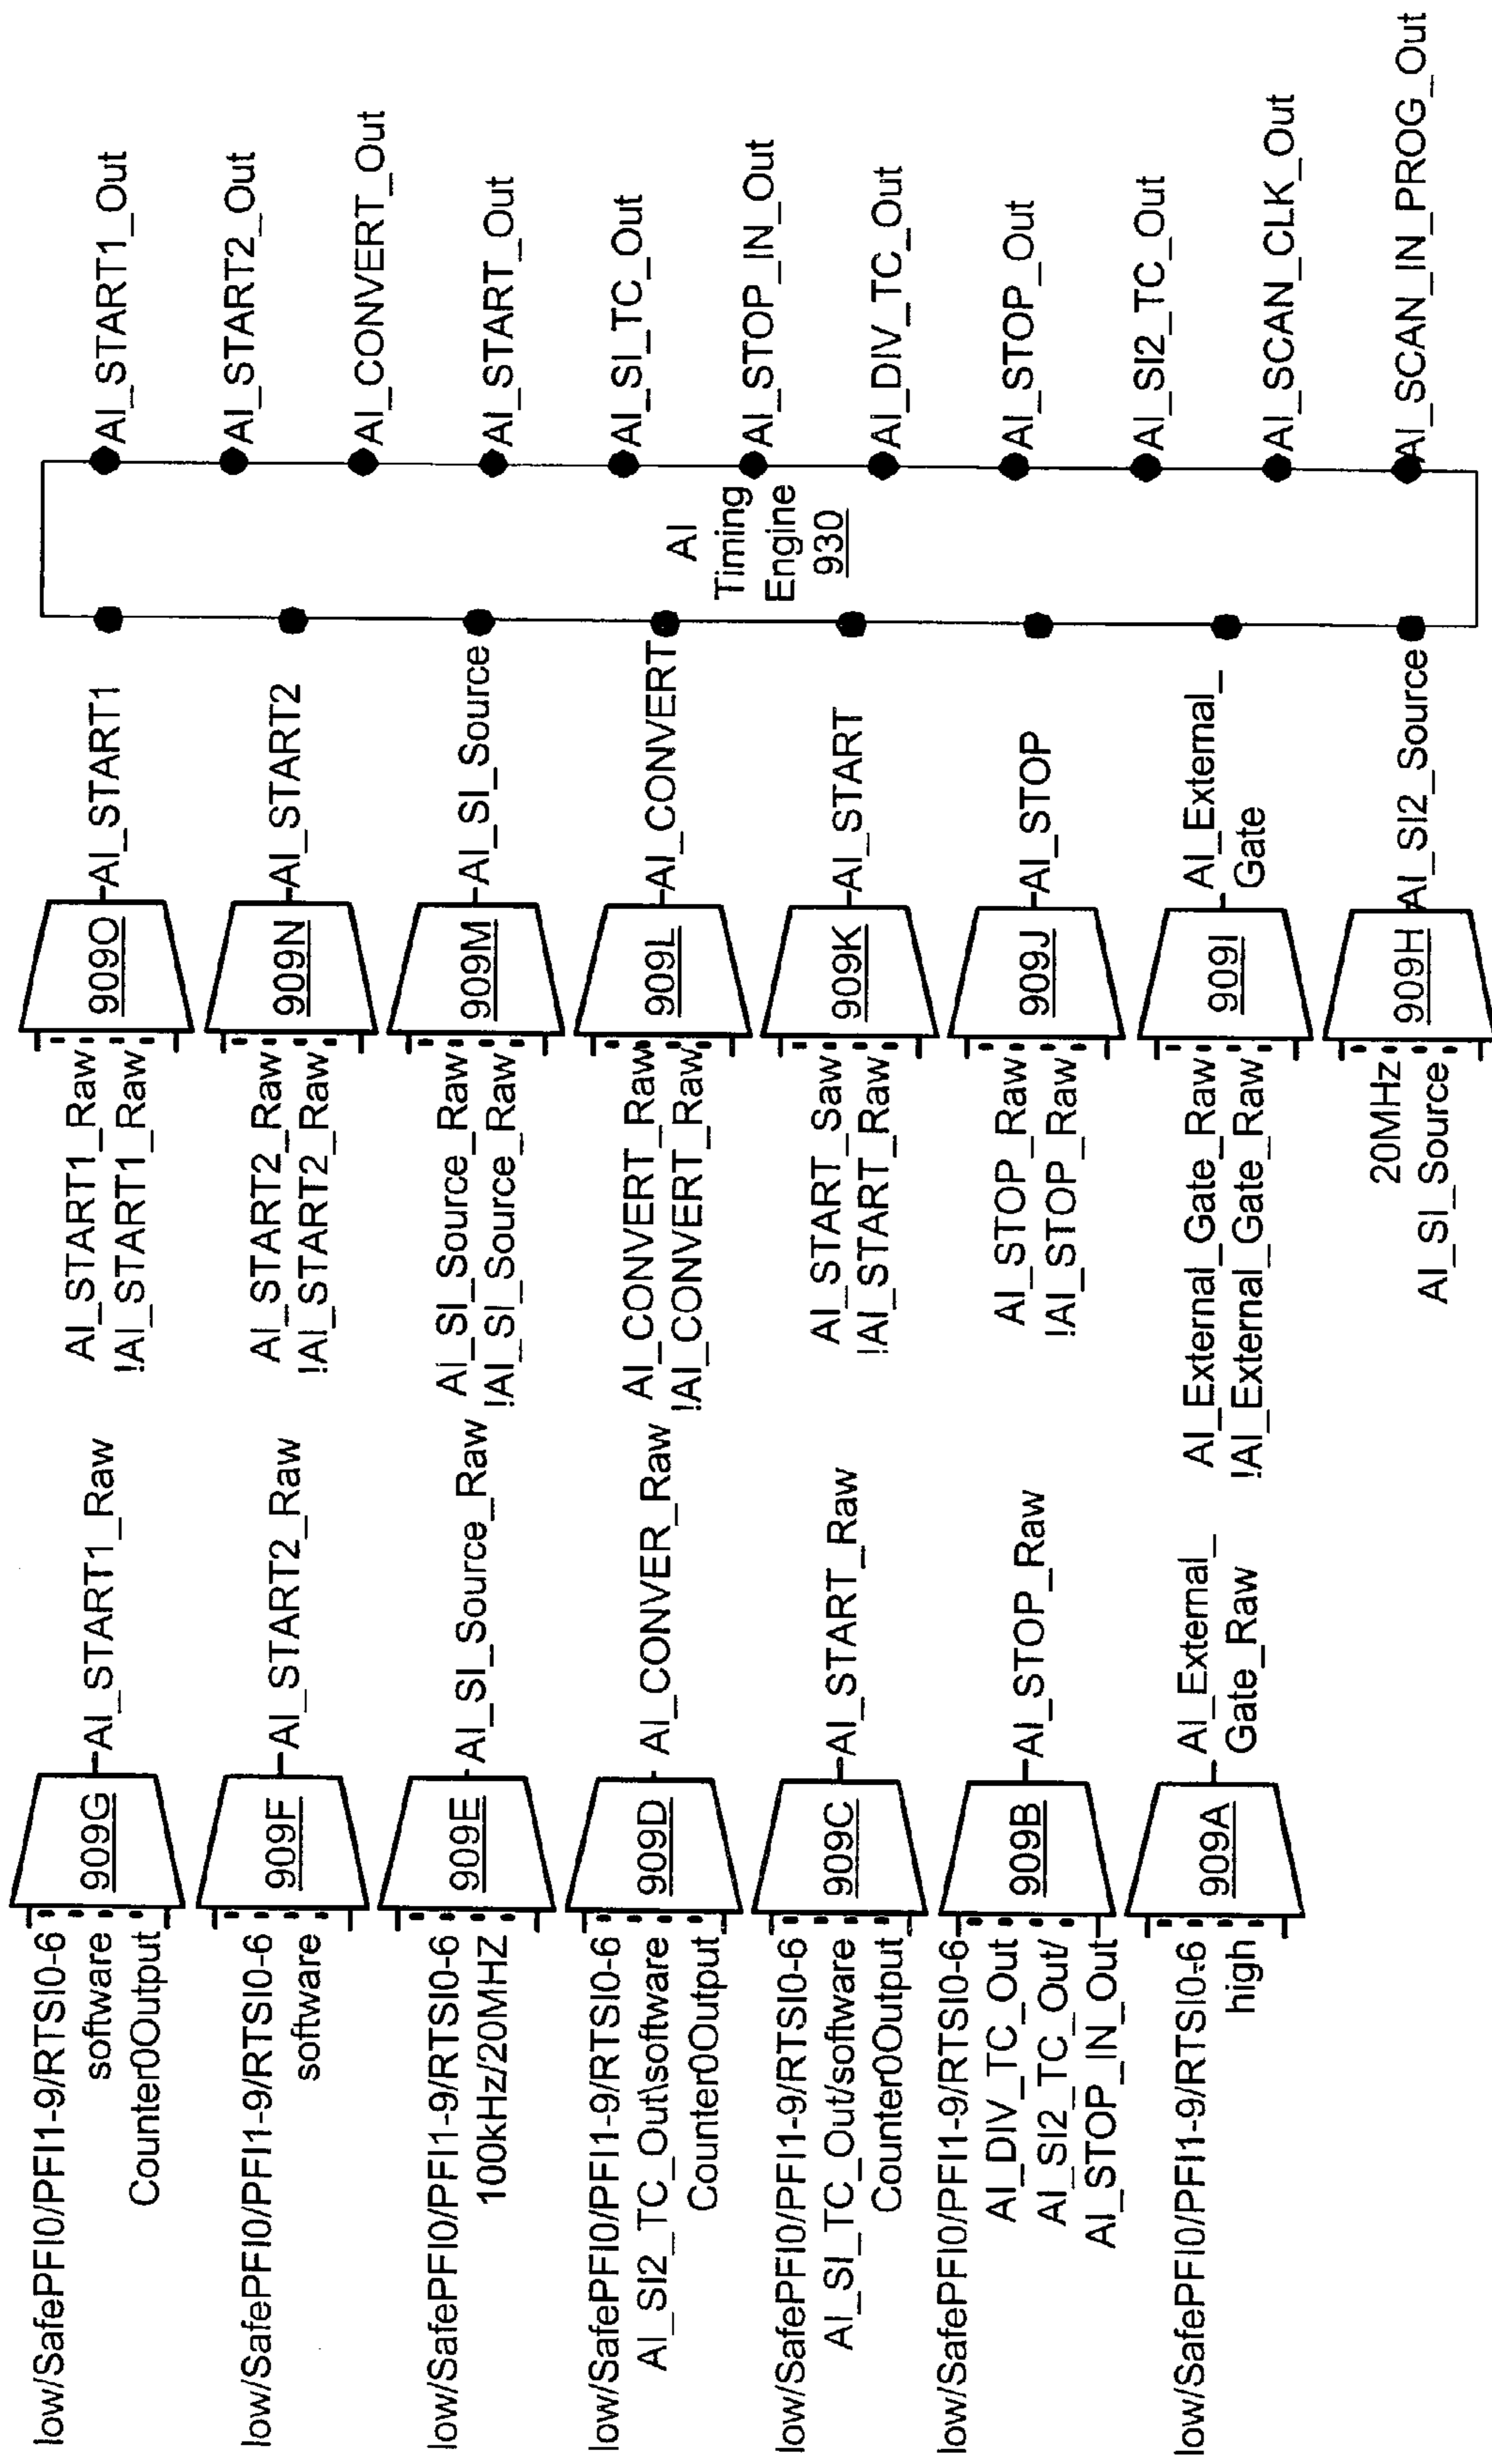 low/SafePFI0/PFI1-9/RTSI0-6
software
Counter0Output
909G
AI_START1_Raw
AI_START1_Raw
!AI_START1_Raw
909O
AI_START1
low/SafePFI0/PFI1-9/RTSI0-6
software
909F
AI_START2_Raw
AI_START2_Raw
!AI_START2_Raw
909N
AI_START2
low/SafePFI0/PFI1-9/RTSI0-6
100kHz/20MHZ
909E
AI_SI_Source_Raw
AI_SI_Source_Raw
!AI_SI_Source_Raw
909M
AI_SI_Source
low/SafePFI0/PFI1-9/RTSI0-6
AI_SI2_TC_Out\software
Counter0Output
909D
AI_CONVER_Raw
AI_CONVERT_Raw
!AI_CONVERT_Raw
909L
AI_CONVERT
low/SafePFI0/PFI1-9/RTSI0-6
AI_SI_TC_Out/software
Counter0Output
909C
AI_START_Raw
AI_START_Saw
!AI_START_Raw
909K
AI_START
low/SafePFI0/PFI1-9/RTSI0-6
AI_DIV_TC_Out
AI_SI2_TC_Out/
AI_STOP_IN_Out
909B
AI_STOP_Raw
AI_STOP_Raw
!AI_STOP_Raw
909J
AI_STOP
low/SafePFI0/PFI1-9/RTSI0-6
high
909A
AI_External_
Gate_Raw
AI_External_Gate_Raw
!AI_External_Gate_Raw
909I
AI_External_
Gate
20MHz
AI_SI_Source
909H
AI_SI2_Source
AI
Timing
Engine
930
AI_START1_Out
AI_START2_Out
AI_CONVERT_Out
AI_START_Out
AI_SI_TC_Out
AI_STOP_IN_Out
AI_DIV_TC_Out
AI_STOP_Out
AI_SI2_TC_Out
AI_SCAN_CLK_Out
AI_SCAN_IN_PROG_Out